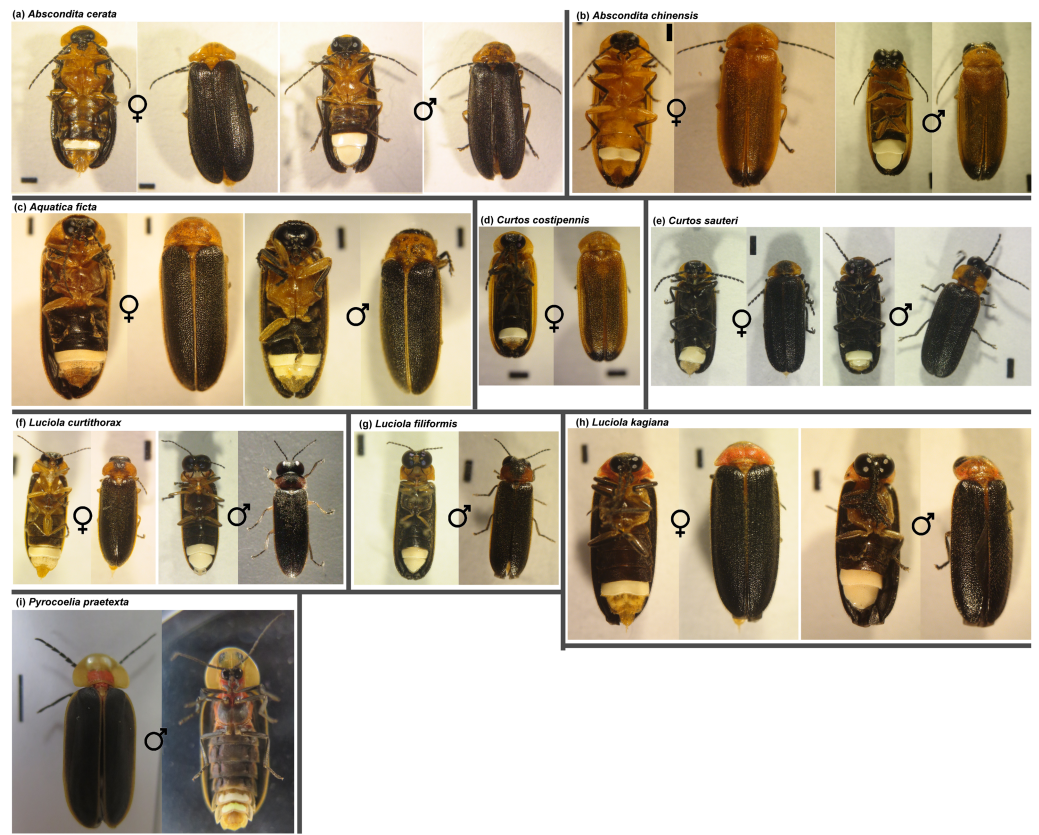 (a) Abscondita cerata
(b) Abscondita chinensis
♀
♂
♀
♂
(c) Aquatica ficta
(d) Curtos costipennis
(e) Curtos sauteri
♀
♂
♀
♀
♂
(f) Luciola curtithorax
(g) Luciola filiformis
(h) Luciola kagiana
♀
♂
♂
♀
♂
(i) Pyrocoelia praetexta
♂